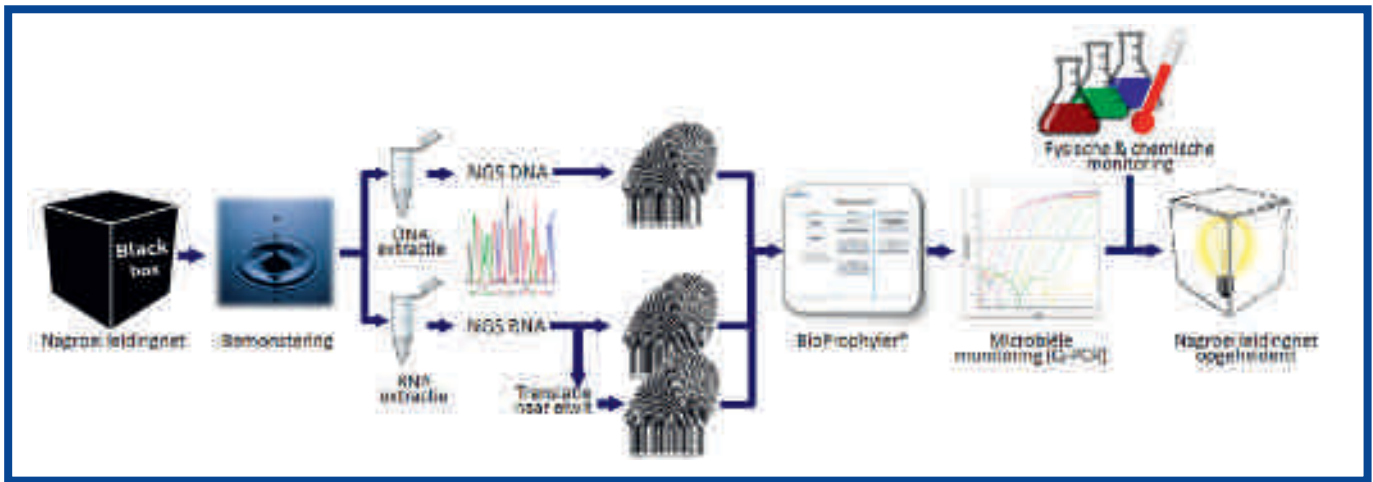 Black
box
Nagroei leidingnet
Bemonstering
DNA
extractie
NGS DNA
RNA
extractie
NGS RNA
Translatie
naar eiwit
BioProphyler®
Microbiële
monitoring (Q-PCR)
Fysische & chemische
monitoring
Nagroei leidingnet
opgehelderd